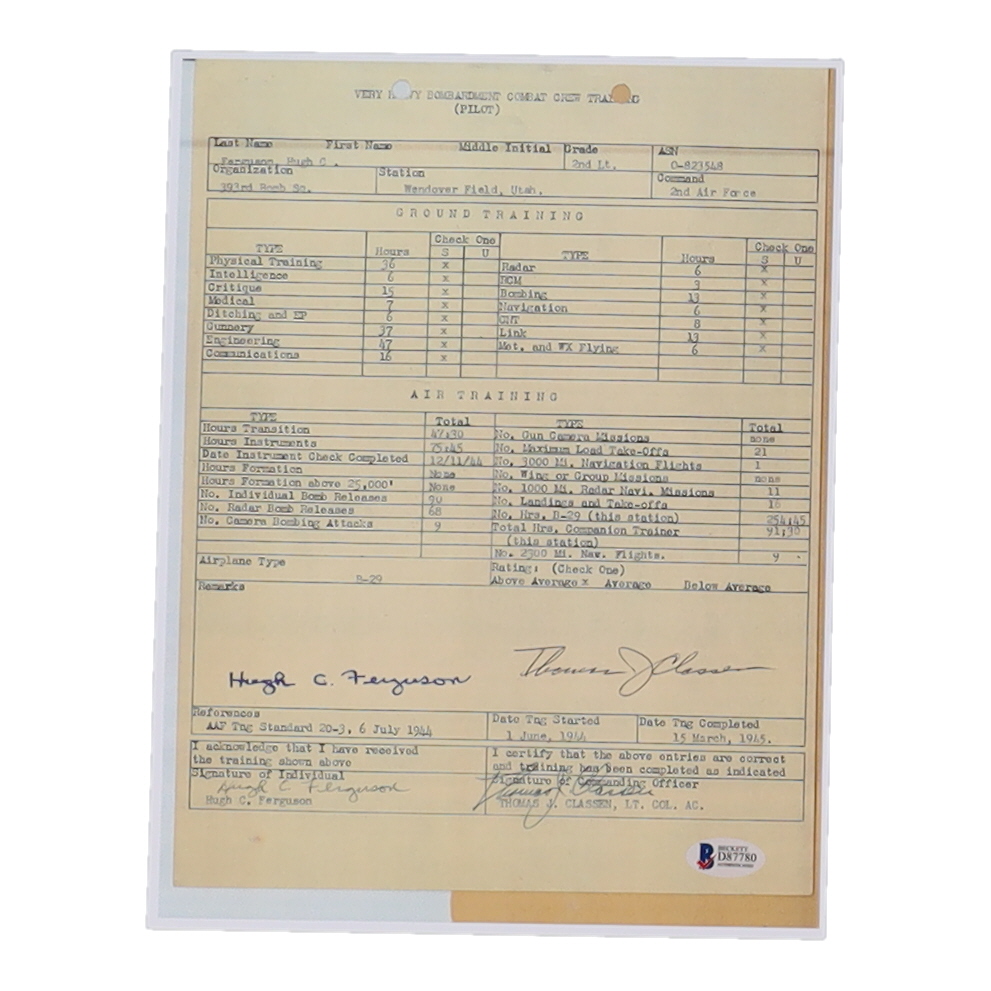 VERY HEAVY BOMBARDMENT COMBAT CREW TRAINING
(PILOT)
Last Name First Name Middle Initial Grade ASN
Ferguson, Hugh C. 2nd Lt. O-823548
Organization Station Command
393rd Bomb Sq. Wendover Field, Utah. 2nd Air Force
GROUND TRAINING
TYPE Hours Check One S U TYPE Hours Check One S U
Physical Training 36 x Radar 6 x
Intelligence 6 x RCM 3 x
Critique 15 x Bombing 13 x
Medical 7 x Navigation 6 x
Ditching and EP 6 x GNT 8 x
Gunnery 37 x Link 13 x
Engineering 47 x Met. and WX Flying 6 x
Communications 16 x
AIR TRAINING
TYPE Total TYPE Total
Hours Transition 47:30 No. Gun Camera Missions none
Hours Instruments 75:45 No. Maximum Load Take-Offs 21
Date Instrument Check Completed 12/11/44 No. 3000 Mi. Navigation Flights 1
Hours Formation None No. Wing or Group Missions none
Hours Formation above 25,000' None No. 1000 Mi. Radar Navi. Missions 11
No. Individual Bomb Releases 90 No. Landings and Take-offs 16
No. Radar Bomb Releases 68 No. Hrs. B-29 (this station) 254:45
No. Camera Bombing Attacks 9 Total Hrs. Companion Trainer 91:30
(this station)
No. 2300 Mi. Nav. Flights. 9
Airplane Type B-29 Rating: (Check One)
Above Average x Average Below Average
Remarks
Hugh C. Ferguson Thomas J Classen
References Date Tng Started Date Tng Completed
AAF Tng Standard 20-3, 6 July 1944 1 June, 1944 15 March, 1945.
I acknowledge that I have received I certify that the above entries are correct
the training shown above and training has been completed as indicated
Signature of Individual Signature of Commanding Officer
Hugh C Ferguson Thomas J. Classen
Hugh C. Ferguson THOMAS J. CLASSEN, LT. COL. AC.
BECKETT
D87780